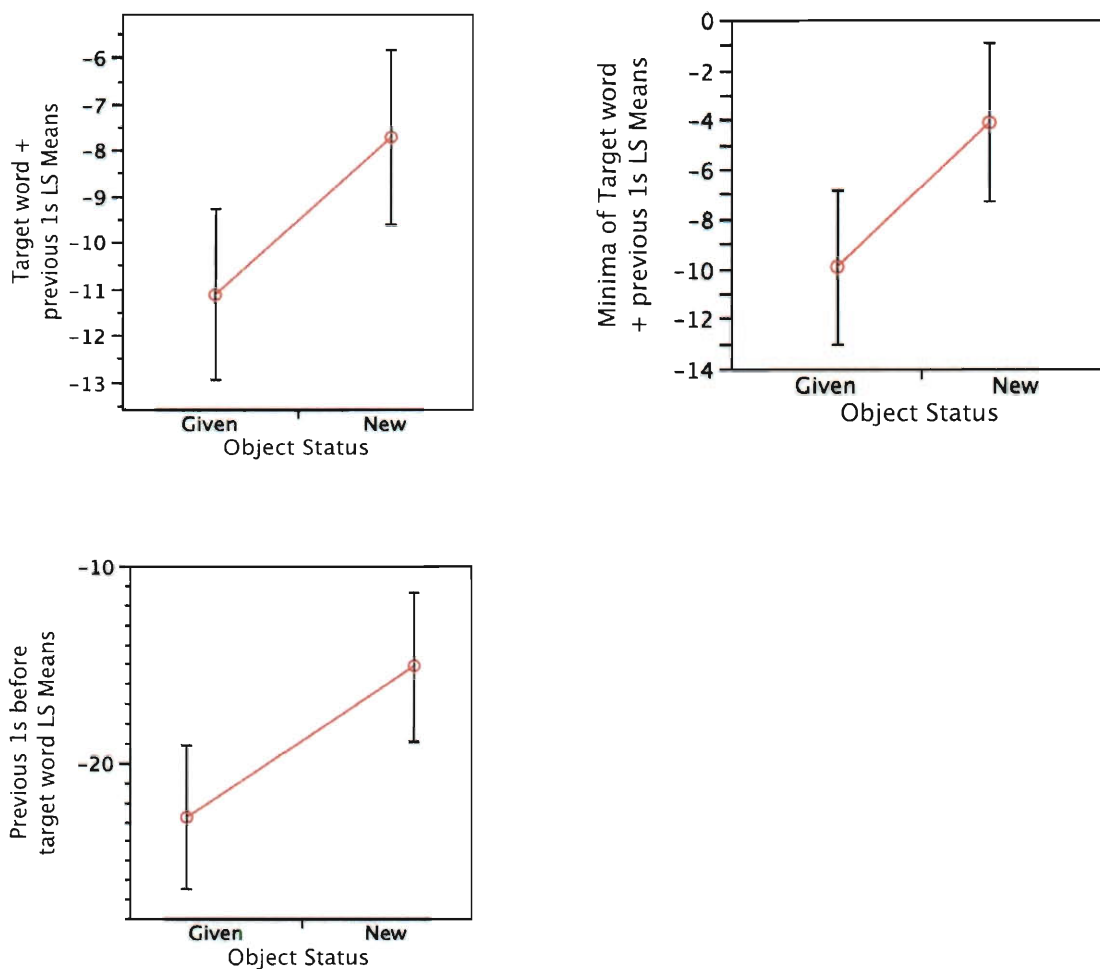 Target word +
previous 1s LS Means
-6
-7
-8
-9
-10
-11
-12
-13
Given New
Object Status
Minima of Target word
+ previous 1s LS Means
0
-2
-4
-6
-8
-10
-12
-14
Given New
Object Status
Previous 1s before
target word LS Means
-10
-20
Given New
Object Status